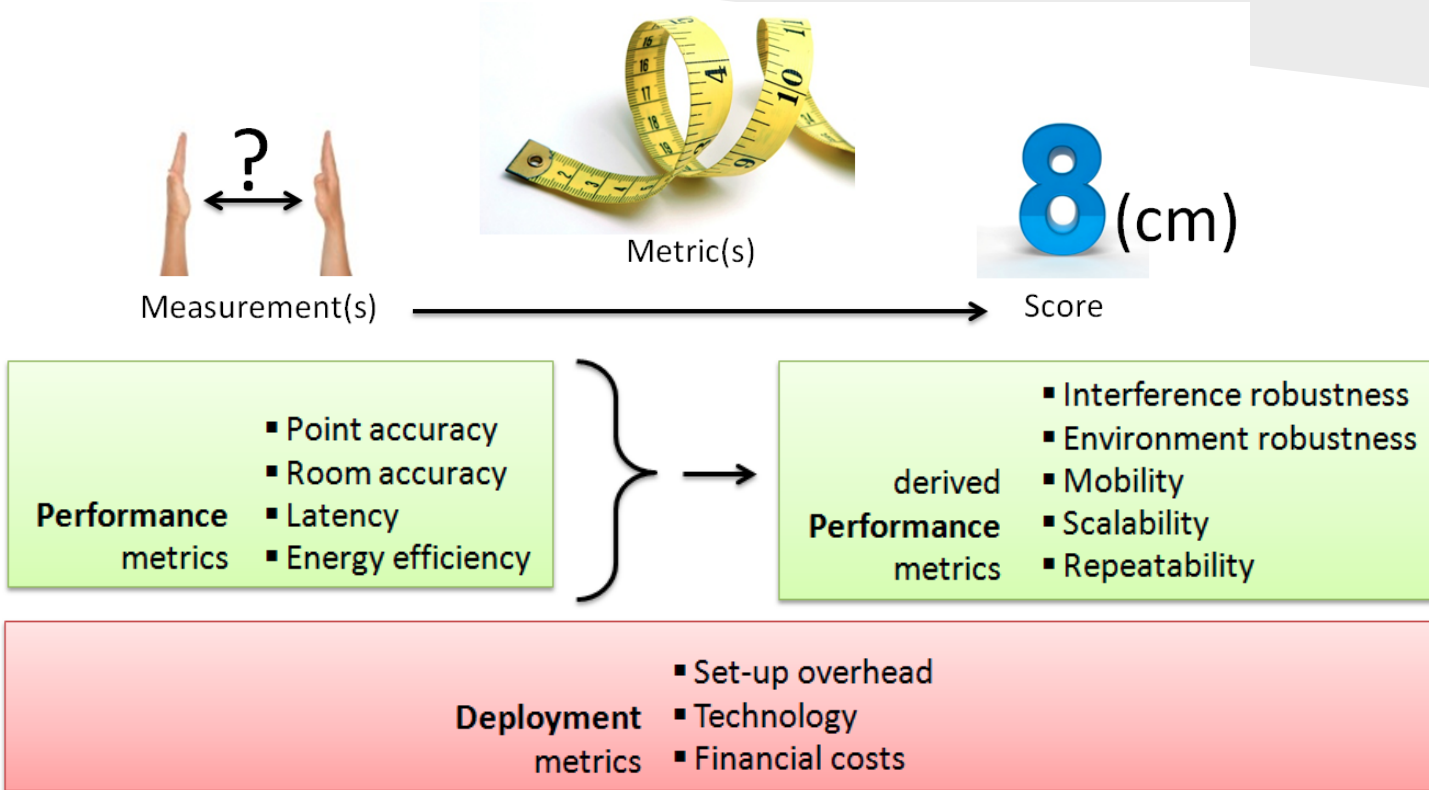 ?
Metric(s)
8 (cm)
Measurement(s)
Score
Performance
metrics
▪ Point accuracy
▪ Room accuracy
▪ Latency
▪ Energy efficiency
derived
Performance
metrics
▪ Interference robustness
▪ Environment robustness
▪ Mobility
▪ Scalability
▪ Repeatability
Deployment
metrics
▪ Set-up overhead
▪ Technology
▪ Financial costs